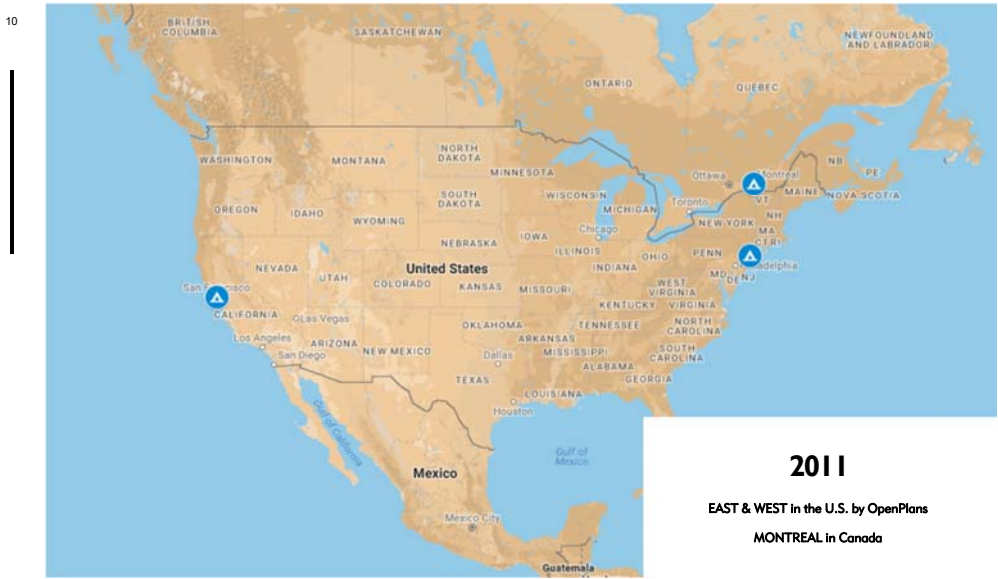 10
BRITISH
COLUMBIA
SASKATCHEWAN
NEWFOUNDLAND
AND LABRADOR
ONTARIO
QUEBEC
WASHINGTON
MONTANA
NORTH
DAKOTA
MINNESOTA
Ottawa
Montreal
NB
PE
MAINE
NOVA SCOTIA
OREGON
IDAHO
WYOMING
SOUTH
DAKOTA
WISCONSIN
MICHIGAN
Toronto
VT
NH
NEW YORK
MA
CT RI
Chicago
IOWA
NEBRASKA
ILLINOIS
INDIANA
OHIO
PENN
MD
DE
NJ
NEVADA
UTAH
COLORADO
United States
KANSAS
MISSOURI
WEST
VIRGINIA
KENTUCKY
VIRGINIA
San
CALIFORNIA
Las Vegas
Los Angeles
San Diego
ARIZONA
NEW MEXICO
OKLAHOMA
ARKANSAS
TENNESSEE
NORTH
CAROLINA
SOUTH
CAROLINA
MISSISSIPPI
ALABAMA
GEORGIA
Dallas
TEXAS
LOUISIANA
Houston
Gulf of California
Gulf of
Mexico
Mexico
Mexico City
Guatemala
2011
EAST & WEST in the U.S. by OpenPlans
MONTREAL in Canada